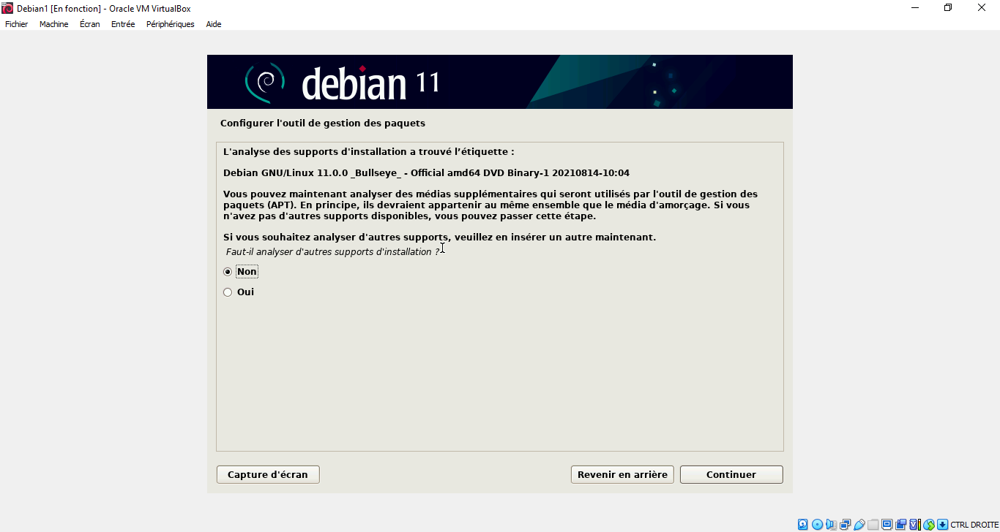 Debian1 [En fonction] - Oracle VM VirtualBox
Fichier Machine Écran Entrée Périphériques Aide
debian 11
Configurer l'outil de gestion des paquets
L'analyse des supports d'installation a trouvé l’étiquette :
Debian GNU/Linux 11.0.0 _Bullseye_ - Official amd64 DVD Binary-1 20210814-10:04
Vous pouvez maintenant analyser des médias supplémentaires qui seront utilisés par l'outil de gestion des
paquets (APT). En principe, ils devraient appartenir au même ensemble que le média d'amorçage. Si vous
n'avez pas d'autres supports disponibles, vous pouvez passer cette étape.
Si vous souhaitez analyser d'autres supports, veuillez en insérer un autre maintenant.
Faut-il analyser d'autres supports d'installation ?
Non
Oui
Capture d'écran Revenir en arrière Continuer
CTRL DROITE